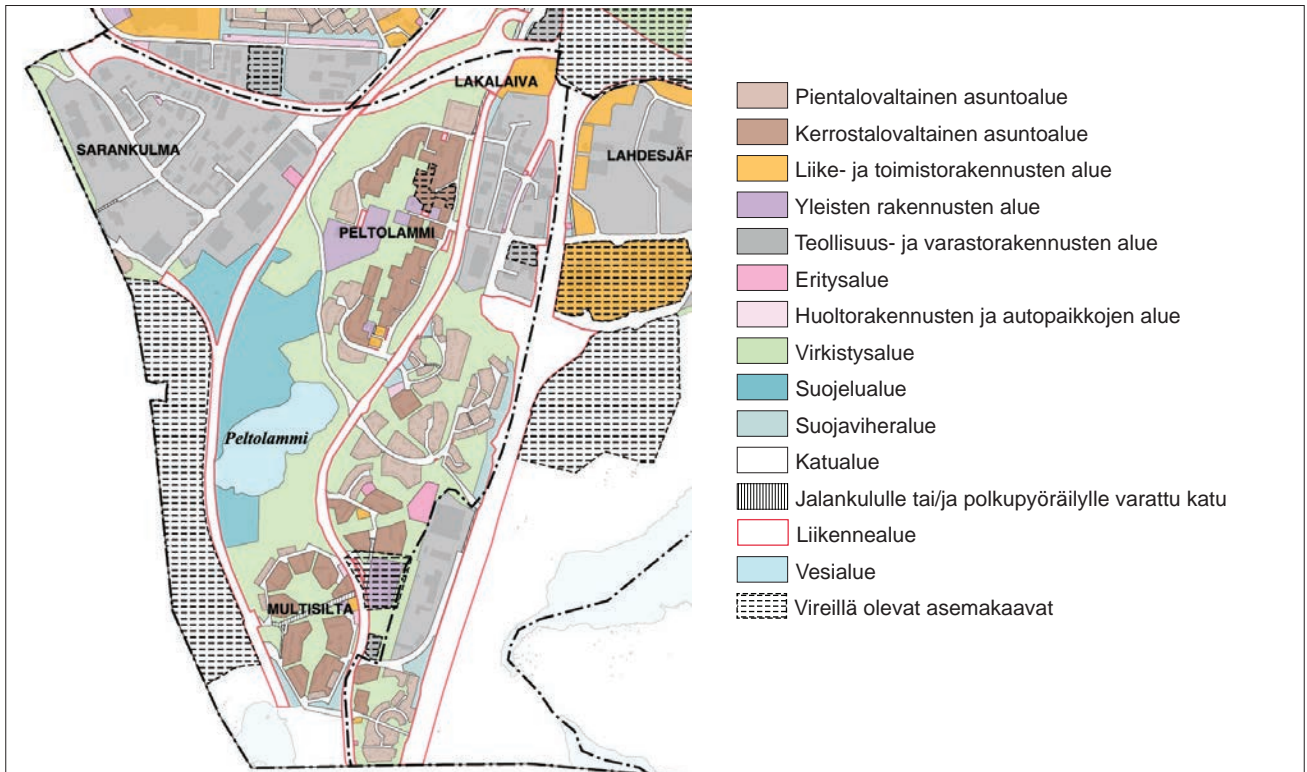 LAKALAIVA
SARANKULMA
LAHDESJÄR
PELTOLAMMI
Peltolammi
MULTISILTA
Pientalovaltainen asuntoalue
Kerrostalovaltainen asuntoalue
Liike- ja toimistorakennusten alue
Yleisten rakennusten alue
Teollisuus- ja varastorakennusten alue
Eritysalue
Huoltorakennusten ja autopaikkojen alue
Virkistysalue
Suojelualue
Suojaviheralue
Katualue
Jalankululle tai/ja polkupyöräilylle varattu katu
Liikennealue
Vesialue
Vireillä olevat asemakaavat